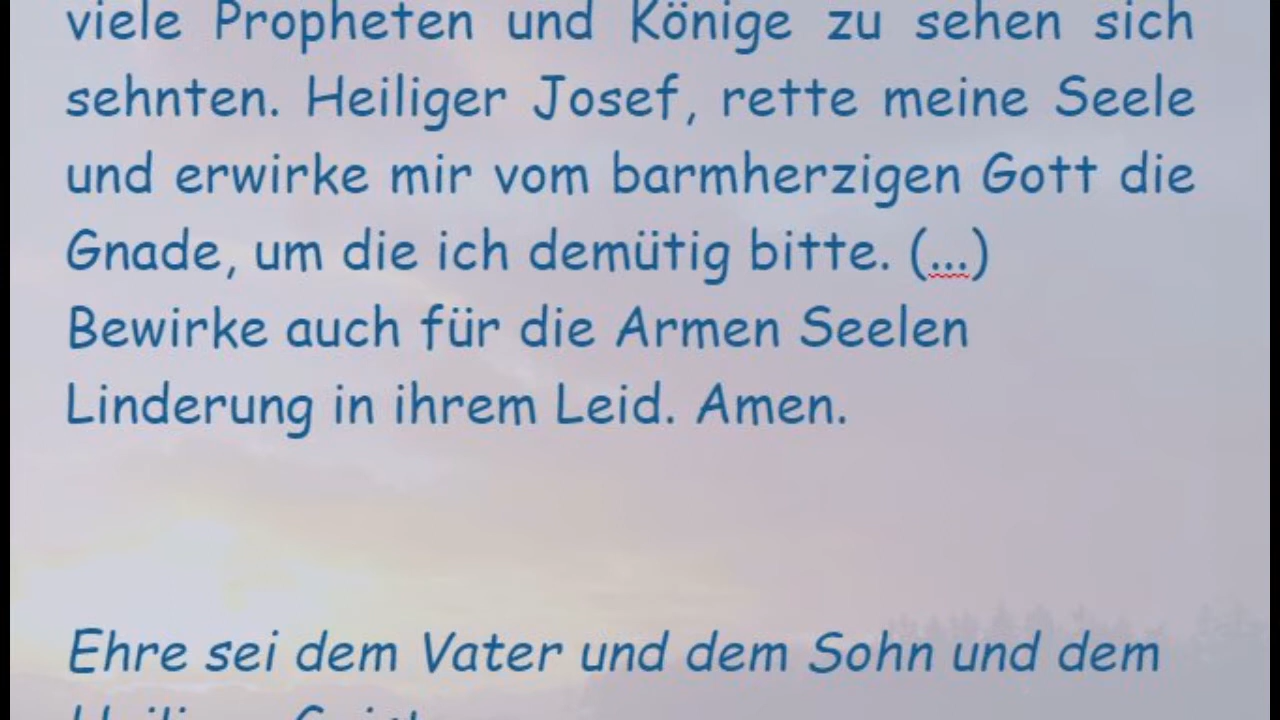 viele Propheten und Könige zu sehen sich
sehnten. Heiliger Josef, rette meine Seele
und erwirke mir vom barmherzigen Gott die
Gnade, um die ich demütig bitte. (...)
Bewirke auch für die Armen Seelen
Linderung in ihrem Leid. Amen.
Ehre sei dem Vater und dem Sohn und dem